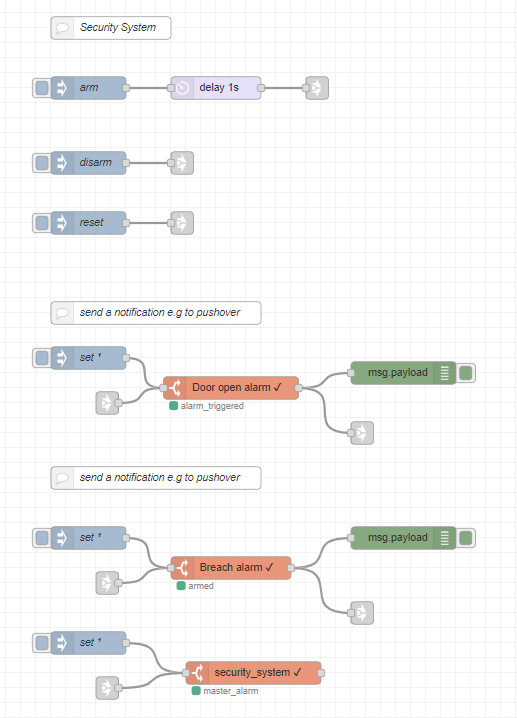 Security System
arm
delay 1s
disarm
reset
send a notification e.g to pushover
set ¹
Door open alarm ✓
msg.payload
alarm_triggered
send a notification e.g to pushover
set ¹
Breach alarm ✓
msg.payload
armed
set ¹
security_system ✓
master_alarm